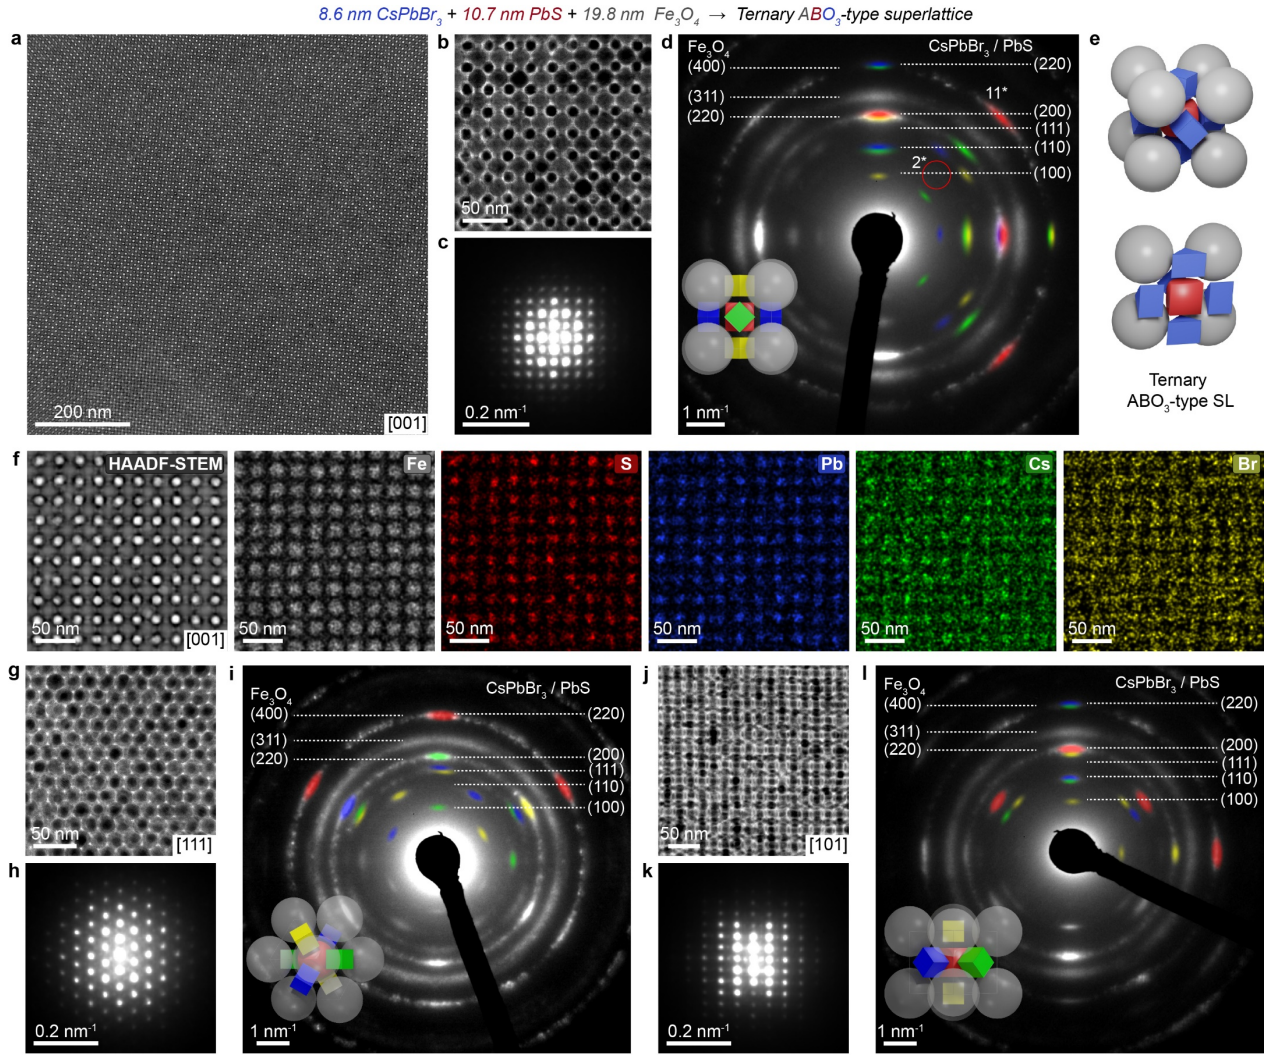 8.6 nm CsPbBr₃ + 10.7 nm PbS + 19.8 nm Fe₃O₄ → Ternary ABO₃-type superlattice
a
200 nm
[001]
b
50 nm
c
0.2 nm⁻¹
d
Fe₃O₄
CsPbBr₃ / PbS
(400)
(220)
(311)
11*
(220)
(200)
(111)
(110)
2*
(100)
1 nm⁻¹
e
Ternary
ABO₃-type SL
f
HAADF-STEM
50 nm
[001]
Fe
50 nm
S
50 nm
Pb
50 nm
Cs
50 nm
Br
50 nm
g
50 nm
[111]
h
0.2 nm⁻¹
i
Fe₃O₄
CsPbBr₃ / PbS
(400)
(220)
(311)
(220)
(200)
(111)
(110)
(100)
1 nm⁻¹
j
50 nm
[101]
k
0.2 nm⁻¹
l
Fe₃O₄
CsPbBr₃ / PbS
(400)
(220)
(311)
(220)
(200)
(111)
(110)
(100)
1 nm⁻¹